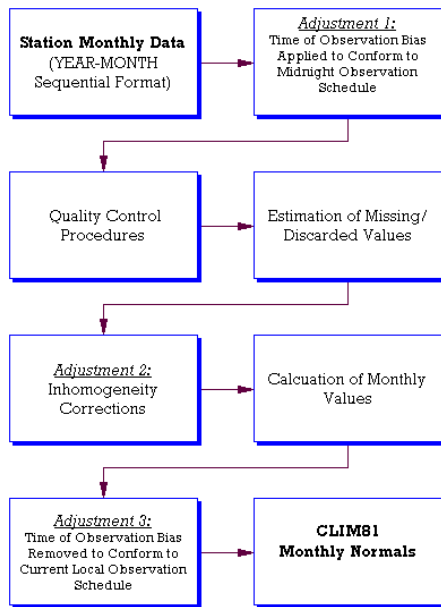 Station Monthly Data
(YEAR-MONTH
Sequential Format)
Adjustment 1:
Time of Observation Bias
Applied to Conform to
Midnight Observation
Schedule
Quality Control
Procedures
Estimation of Missing/
Discarded Values
Adjustment 2:
Inhomogeneity
Corrections
Calcuation of Monthly
Values
Adjustment 3:
Time of Observation Bias
Removed to Conform to
Current Local Observation
Schedule
CLIM81
Monthly Normals